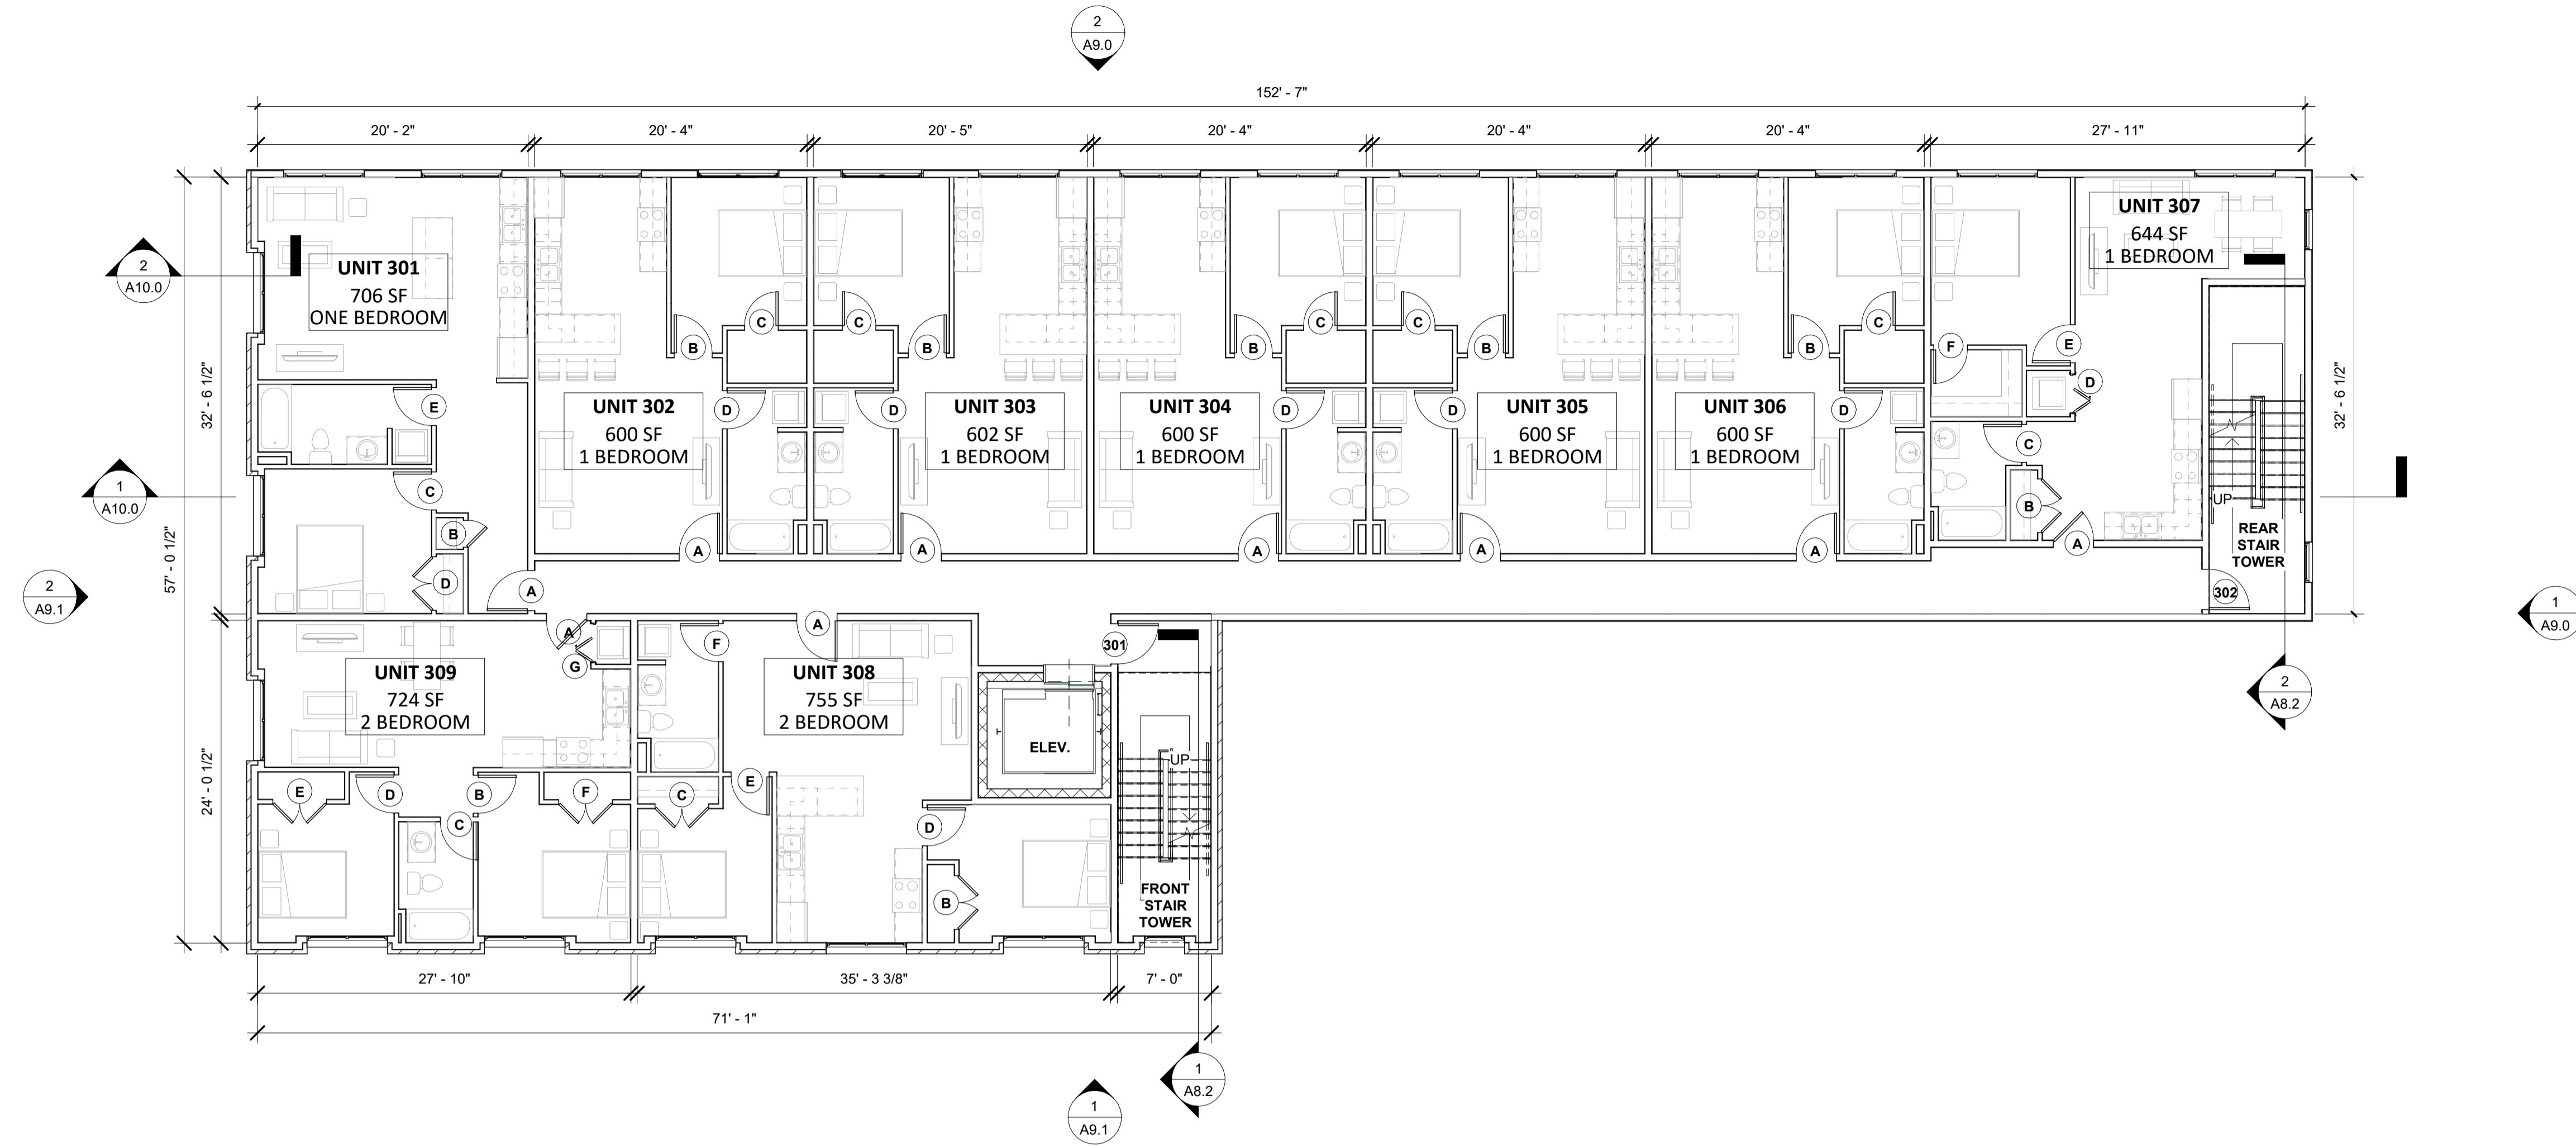 2
A9.0
152' - 7"
20' - 2"
20' - 4"
20' - 5"
20' - 4"
20' - 4"
20' - 4"
27' - 11"
2
A10.0
1
A10.0
2
A9.1
32' - 6 1/2"
57' - 0 1/2"
24' - 0 1/2"
UNIT 301
706 SF
ONE BEDROOM
E
C
B
D
A
UNIT 302
600 SF
1 BEDROOM
C
B
D
A
UNIT 303
602 SF
1 BEDROOM
C
B
D
A
UNIT 304
600 SF
1 BEDROOM
C
B
D
A
UNIT 305
600 SF
1 BEDROOM
C
B
D
A
UNIT 306
600 SF
1 BEDROOM
C
B
D
A
UNIT 307
644 SF
1 BEDROOM
F
E
D
C
B
A
UP
REAR
STAIR
TOWER
302
32' - 6 1/2"
1
A9.0
2
A8.2
UNIT 309
724 SF
2 BEDROOM
A
G
E
D
B
F
C
UNIT 308
755 SF
2 BEDROOM
A
F
E
C
D
B
ELEV.
301
UP
FRONT
STAIR
TOWER
27' - 10"
35' - 3 3/8"
7' - 0"
71' - 1"
1
A8.2
1
A9.1